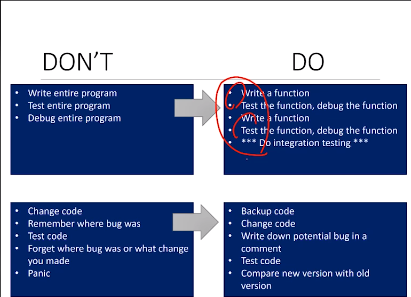 DON'T
DO
• Write entire program
• Test entire program
• Debug entire program
• Write a function
• Test the function, debug the function
• Write a function
• Test the function, debug the function
• *** Do integration testing ***
• Change code
• Remember where bug was
• Test code
• Forget where bug was or what change
you made
• Panic
• Backup code
• Change code
• Write down potential bug in a
comment
• Test code
• Compare new version with old
version